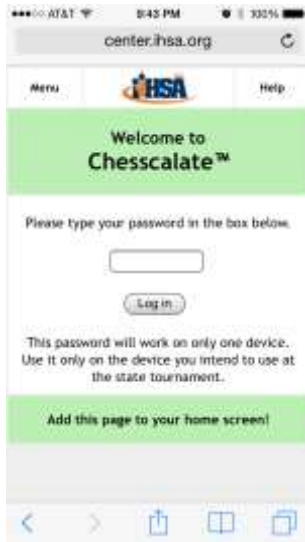 AT&T 8:43 PM 100%
center.ihsa.org
Menu IHSA Help
Welcome to
Chesscalate™
Please type your password in the box below.
Log in
This password will work on only one device.
Use it only on the device you intend to use at
the state tournament.
Add this page to your home screen!